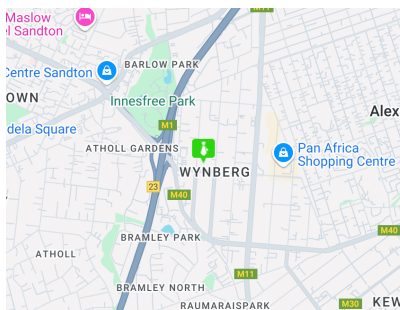 Maslow
el Sandton
M11
BARLOW PARK
Centre Sandton
OWN
Innesfree Park
Alex
M1
dela Square
ATHOLL GARDENS
Pan Africa
Shopping Centre
WYNBERG
23
M40
M40
BRAMLEY PARK
ATHOLL
M11
BRAMLEY NORTH
KEW
M30
RAUMARAISPARK